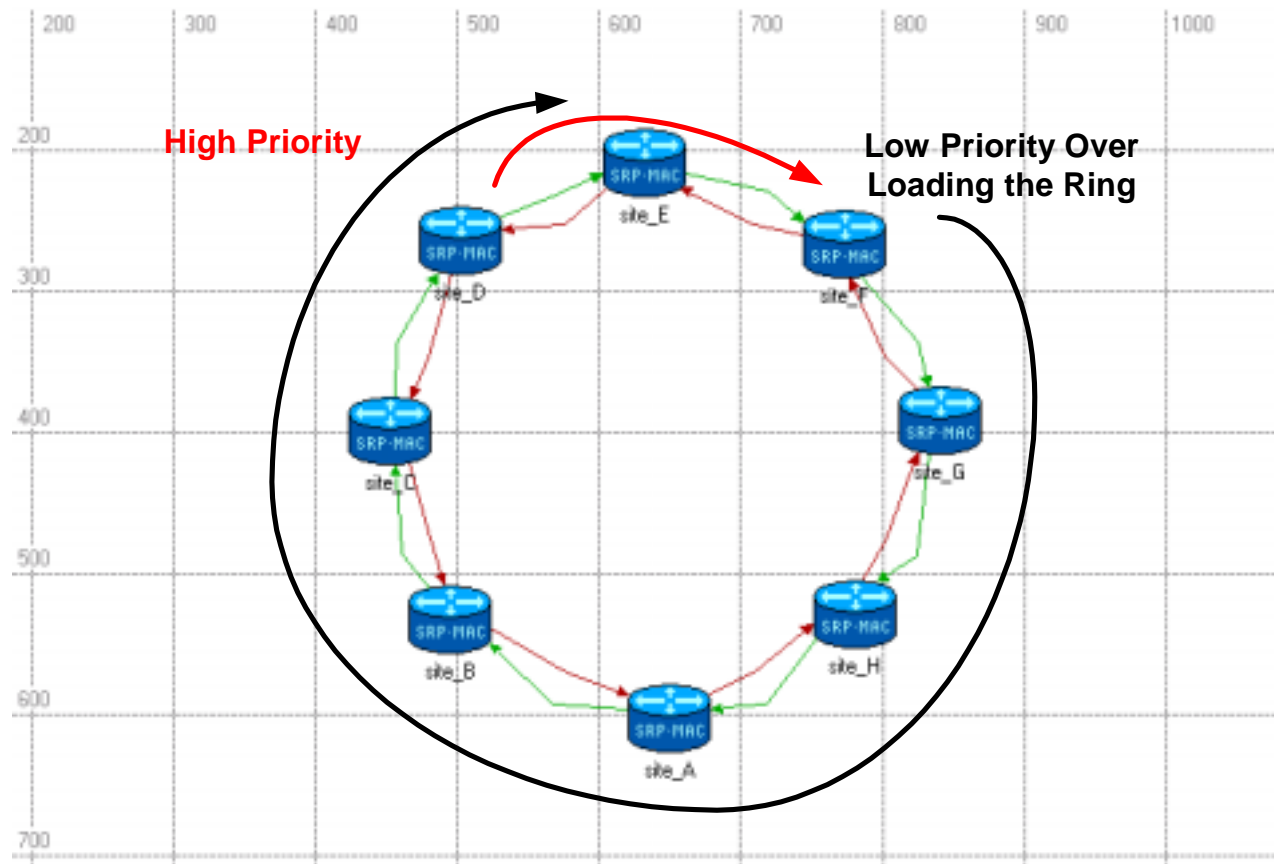 200 300 400 500 600 700 800 900 1000
200
High Priority
Low Priority Over
Loading the Ring
SRP-MAC
site_E
SRP-MAC
site_D
SRP-MAC
site_F
300
400
SRP-MAC
site_C
SRP-MAC
site_G
500
SRP-MAC
site_B
SRP-MAC
site_H
600
SRP-MAC
site_A
700